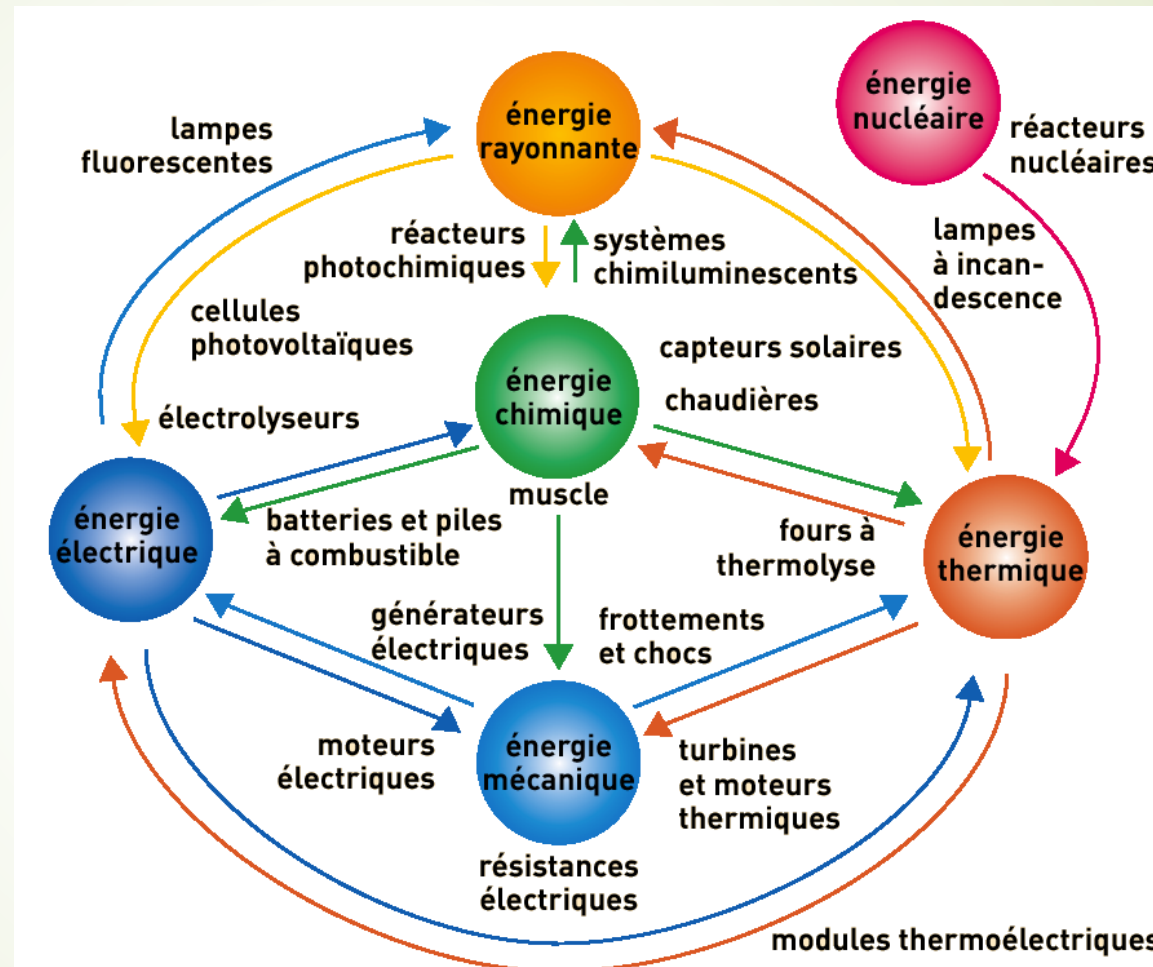 énergie
rayonnante
énergie
nucléaire
réacteurs
nucléaires
lampes
fluorescentes
réacteurs
photochimiques
systèmes
chimiluminescents
lampes
à incan-
descence
cellules
photovoltaïques
capteurs solaires
énergie
chimique
chaudières
électrolyseurs
muscle
énergie
électrique
batteries et piles
à combustible
fours à
thermolyse
énergie
thermique
générateurs
électriques
frottements
et chocs
moteurs
électriques
énergie
mécanique
turbines
et moteurs
thermiques
résistances
électriques
modules thermoélectriques